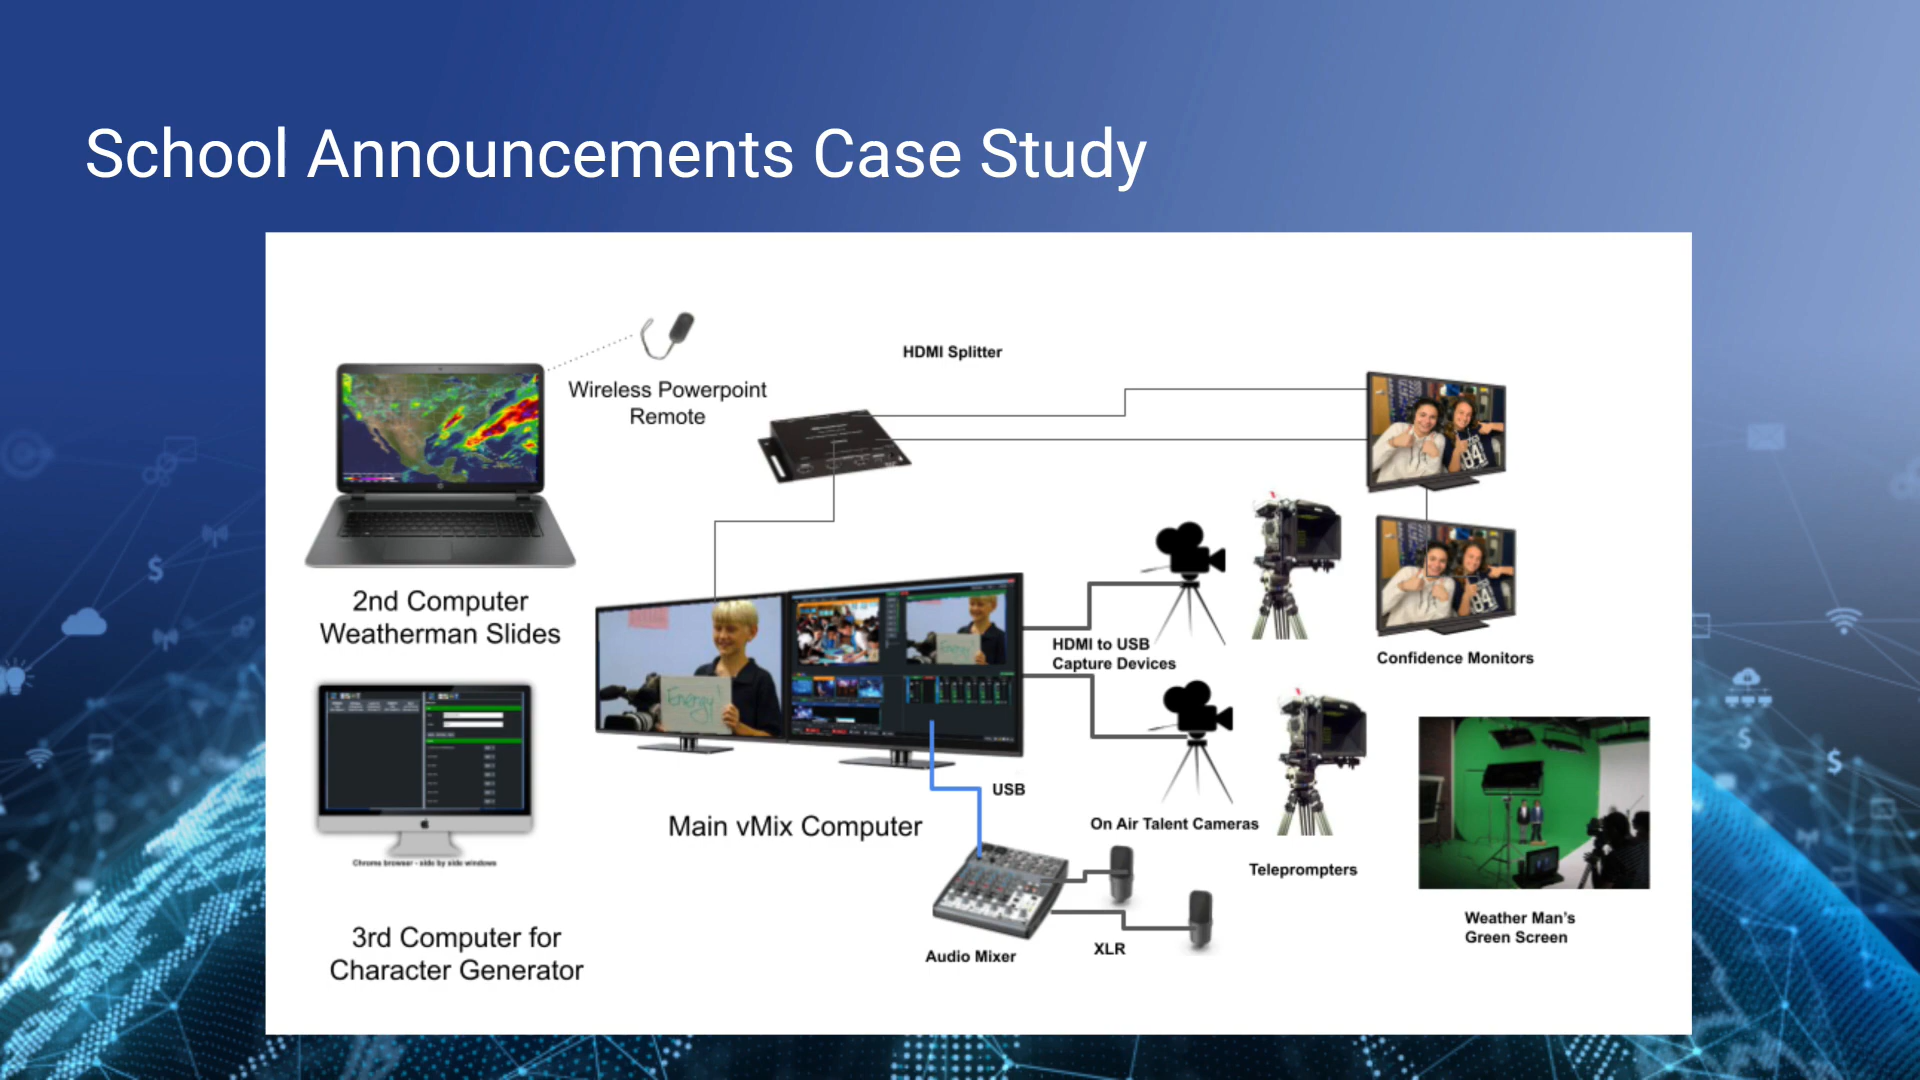 School Announcements Case Study
HDMI Splitter
Wireless Powerpoint
Remote
2nd Computer
Weatherman Slides
HDMI to USB
Capture Devices
Confidence Monitors
Energy!
Energy
USB
Main vMix Computer
On Air Talent Cameras
Chrome browser - side by side windows
Teleprompters
Weather Man's
Green Screen
3rd Computer for
Character Generator
Audio Mixer
XLR